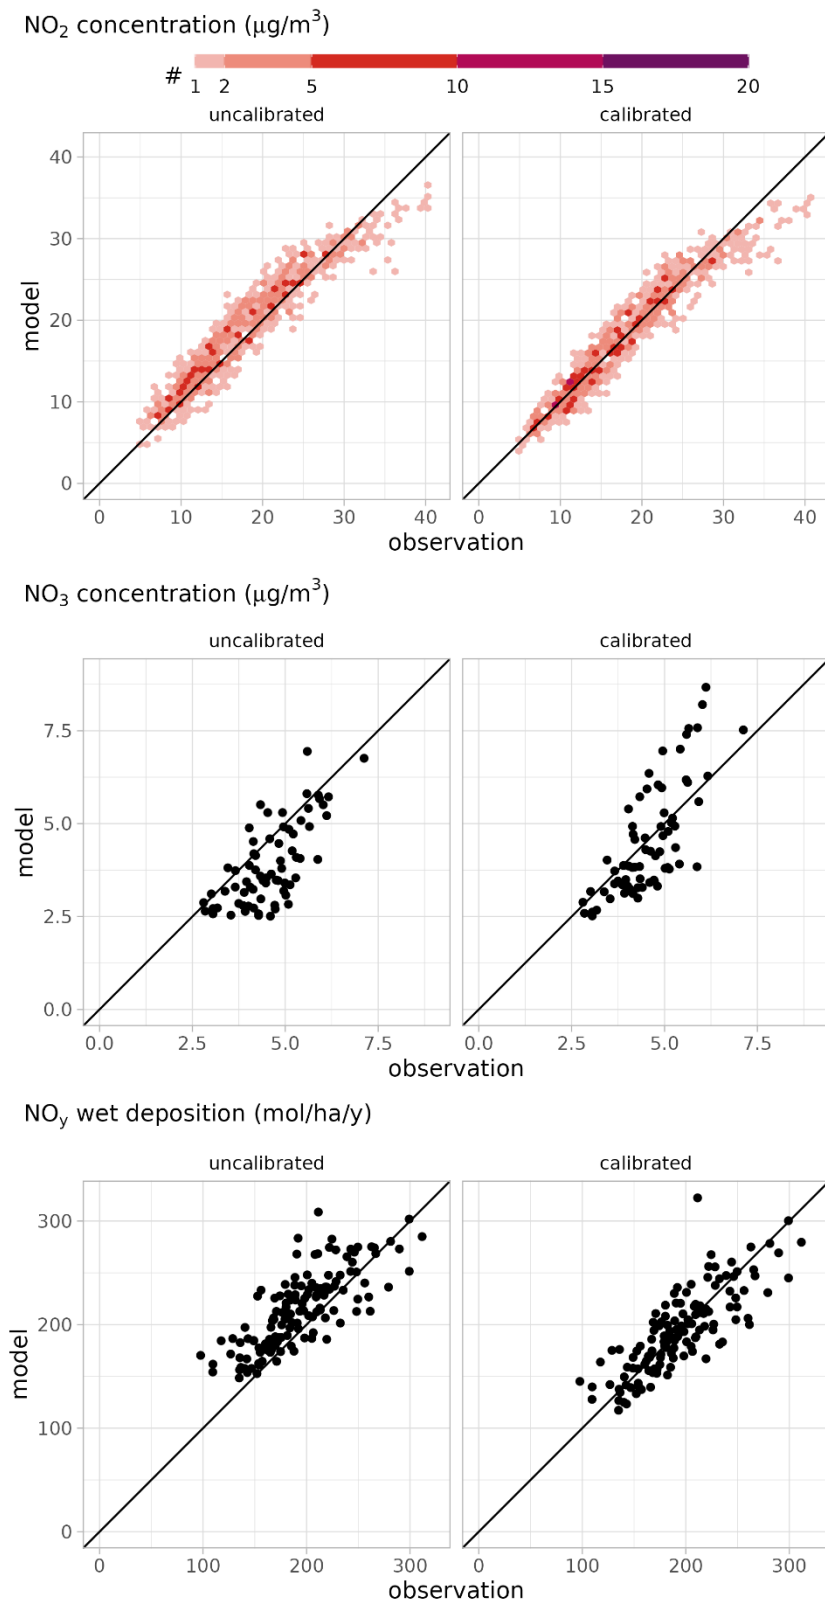 NO₂ concentration (μg/m³)
# 1 2 5 10 15 20
uncalibrated calibrated
40
30
20
10
0
model
0 10 20 30 40 0 10 20 30 40
observation observation
NO₃ concentration (μg/m³)
uncalibrated calibrated
7.5
5.0
2.5
0.0
model
0.0 2.5 5.0 7.5 0.0 2.5 5.0 7.5
observation observation
NOy wet deposition (mol/ha/y)
uncalibrated calibrated
300
200
100
0
model
0 100 200 300 0 100 200 300
observation observation